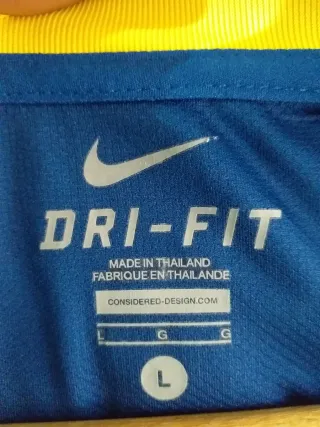 DRI-FIT
MADE IN THAILAND
FABRIQUE EN THAILANDE
CONSIDERED-DESIGN.COM
L G G
L